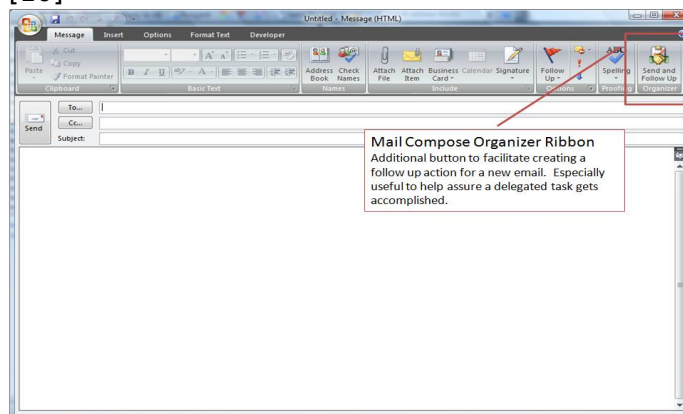 Untitled - Message (HTML)
Message Insert Options Format Text Developer
Cut
Copy
Paste
Format Painter
Clipboard
B I U
Basic Text
Address Book
Check Names
Names
Attach File
Attach Item
Business Card
Calendar
Signature
Include
Follow Up
Options
Spelling
Proofing
Send and Follow Up
Organizer
To...
Cc...
Send
Subject:
Mail Compose Organizer Ribbon
Additional button to facilitate creating a
follow up action for a new email. Especially
useful to help assure a delegated task gets
accomplished.